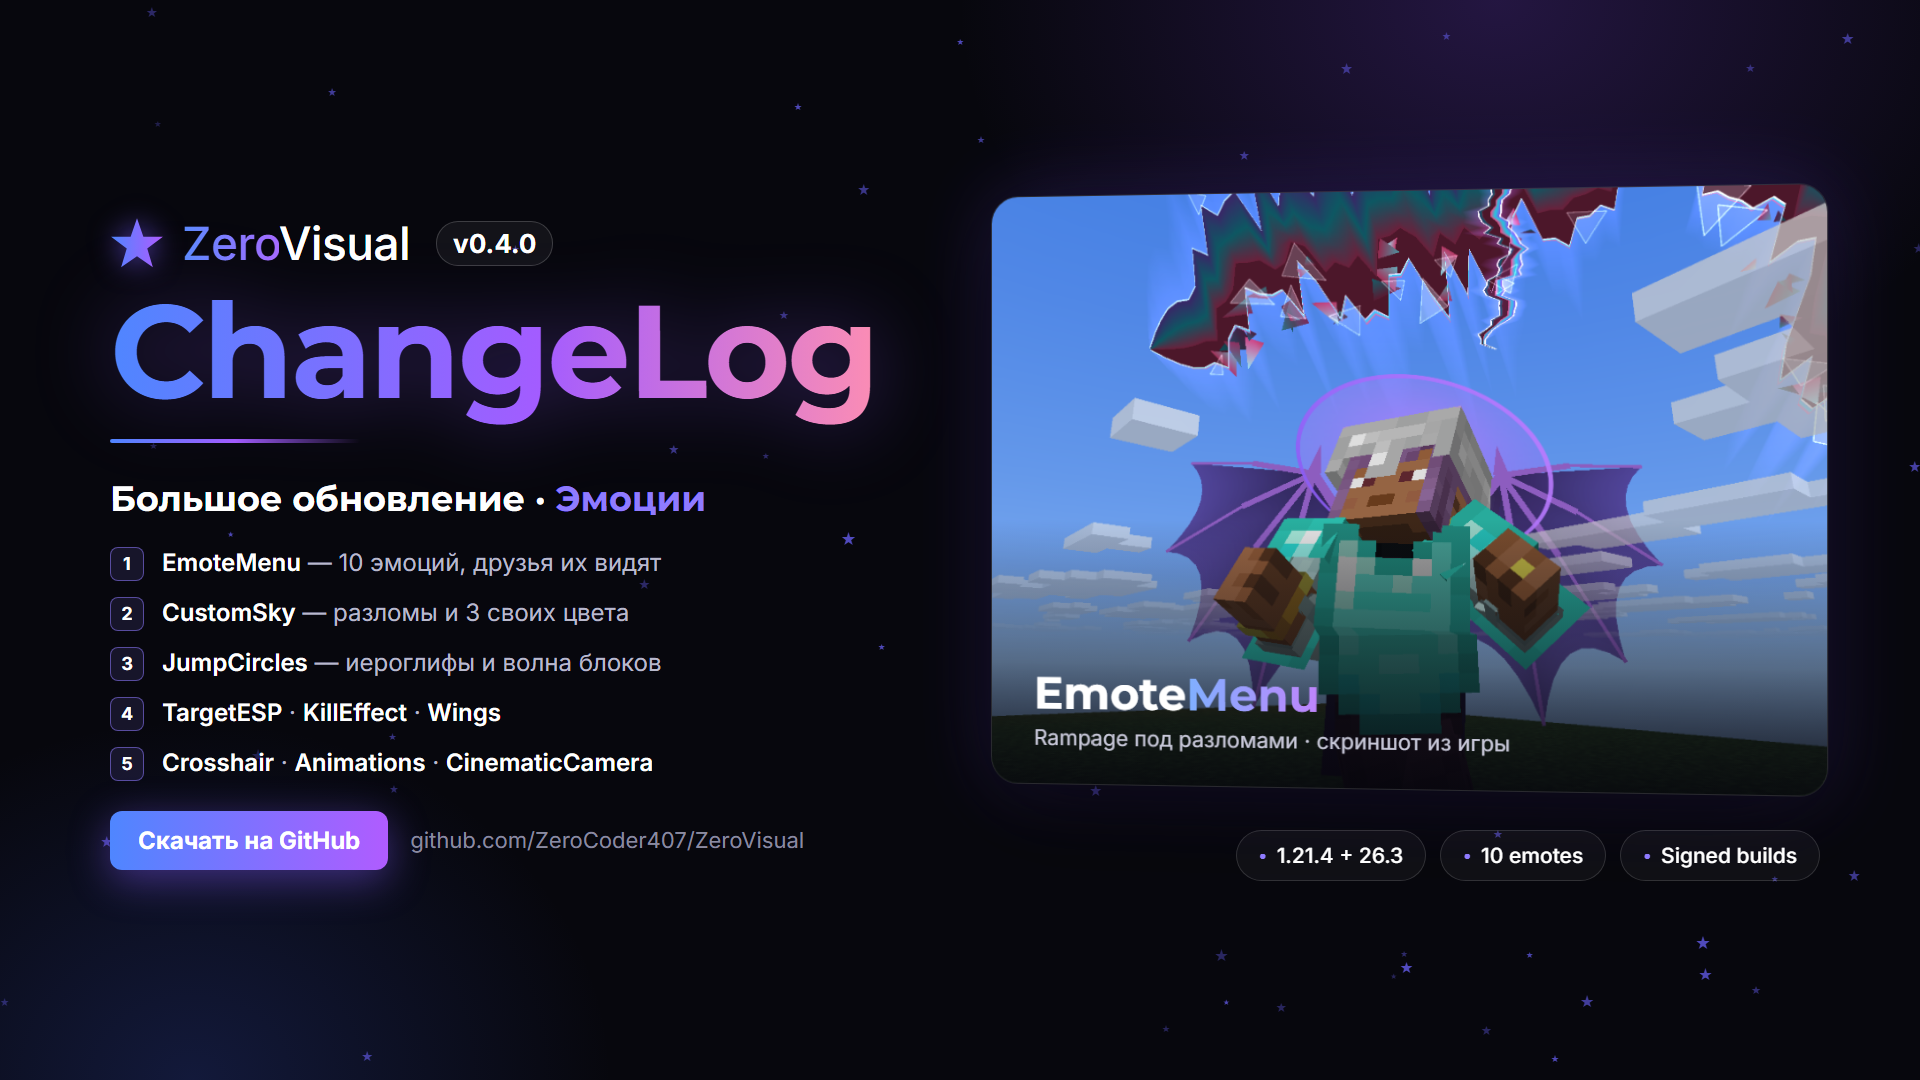 ZeroVisual v0.4.0
ChangeLog
Большое обновление · Эмоции
1 EmoteMenu — 10 эмоций, друзья их видят
2 CustomSky — разломы и 3 своих цвета
3 JumpCircles — иероглифы и волна блоков
4 TargetESP · KillEffect · Wings
5 Crosshair · Animations · CinematicCamera
Скачать на GitHub github.com/ZeroCoder407/ZeroVisual
EmoteMenu
Rampage под разломами · скриншот из игры
• 1.21.4 + 26.3 • 10 emotes • Signed builds